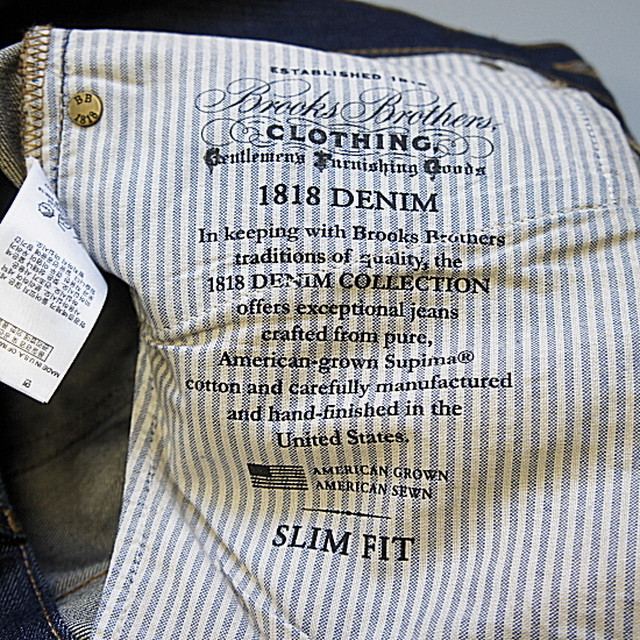 ESTABLISHED
Brooks Brothers,
CLOTHING,
Gentlemen's Furnishing Goods
1818 DENIM
In keeping with Brooks Brothers
traditions of quality, the
1818 DENIM COLLECTION
offers exceptional jeans
crafted from pure,
American-grown Supima®
cotton and carefully manufactured
and hand-finished in the
United States.
AMERICAN GROWN
AMERICAN SEWN
SLIM FIT
BB
1818